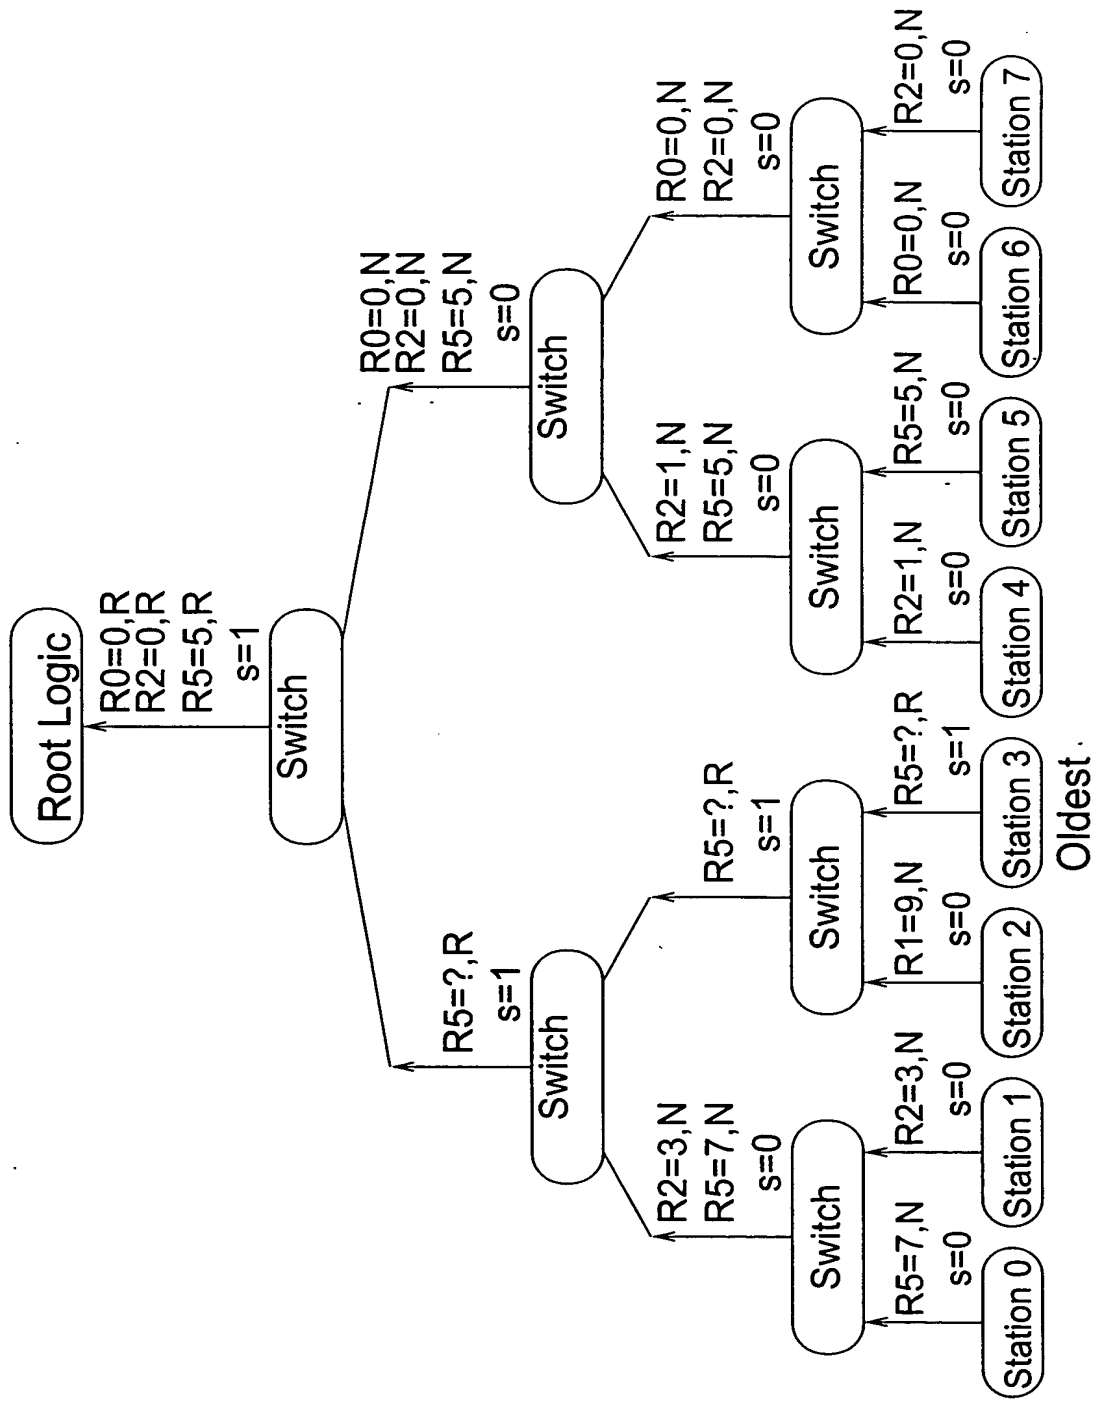 Root Logic
R0=0,R
R2=0,R
R5=5,R
s=1
Switch
R5=?,R
s=1
R0=0,N
R2=0,N
R5=5,N
s=0
Switch
Switch
R2=3,N
R5=7,N
s=0
R5=?,R
s=1
R2=1,N
R5=5,N
s=0
R0=0,N
R2=0,N
s=0
Switch
Switch
Switch
Switch
R5=7,N
s=0
R2=3,N
s=0
R1=9,N
s=0
R5=?,R
s=1
R2=1,N
s=0
R5=5,N
s=0
R0=0,N
s=0
R2=0,N
s=0
Station 0
Station 1
Station 2
Station 3
Station 4
Station 5
Station 6
Station 7
Oldest